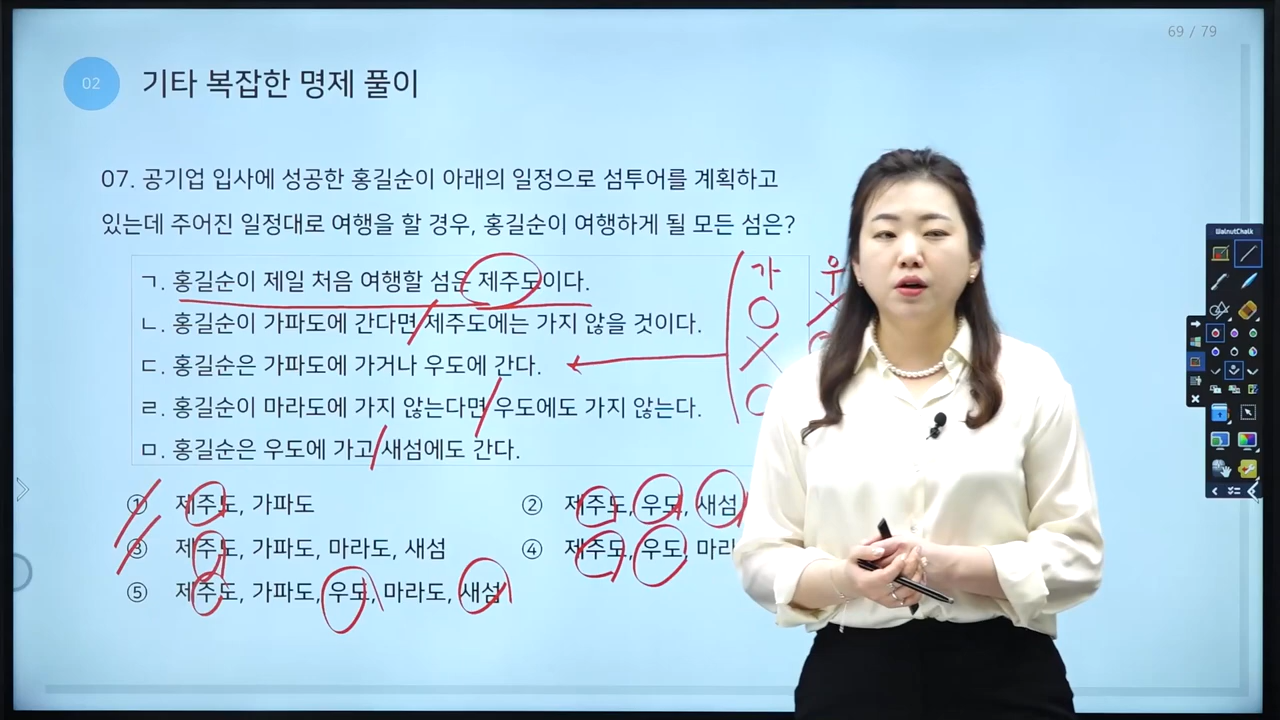 69 / 79
02 기타 복잡한 명제 풀이
07. 공기업 입사에 성공한 홍길순이 아래의 일정으로 섬투어를 계획하고
있는데 주어진 일정대로 여행을 할 경우, 홍길순이 여행하게 될 모든 섬은?
ㄱ. 홍길순이 제일 처음 여행할 섬은 제주도이다.
ㄴ. 홍길순이 가파도에 간다면 제주도에는 가지 않을 것이다.
ㄷ. 홍길순은 가파도에 가거나 우도에 간다.
ㄹ. 홍길순이 마라도에 가지 않는다면 우도에도 가지 않는다.
ㅁ. 홍길순은 우도에 가고 새섬에도 간다.
가 우
O X
X
① 제주도, 가파도
② 제주도, 우도, 새섬
③ 제주도, 가파도, 마라도, 새섬
④ 제주도, 우도, 마라
⑤ 제주도, 가파도, 우도, 마라도, 새섬
WalnutChalk